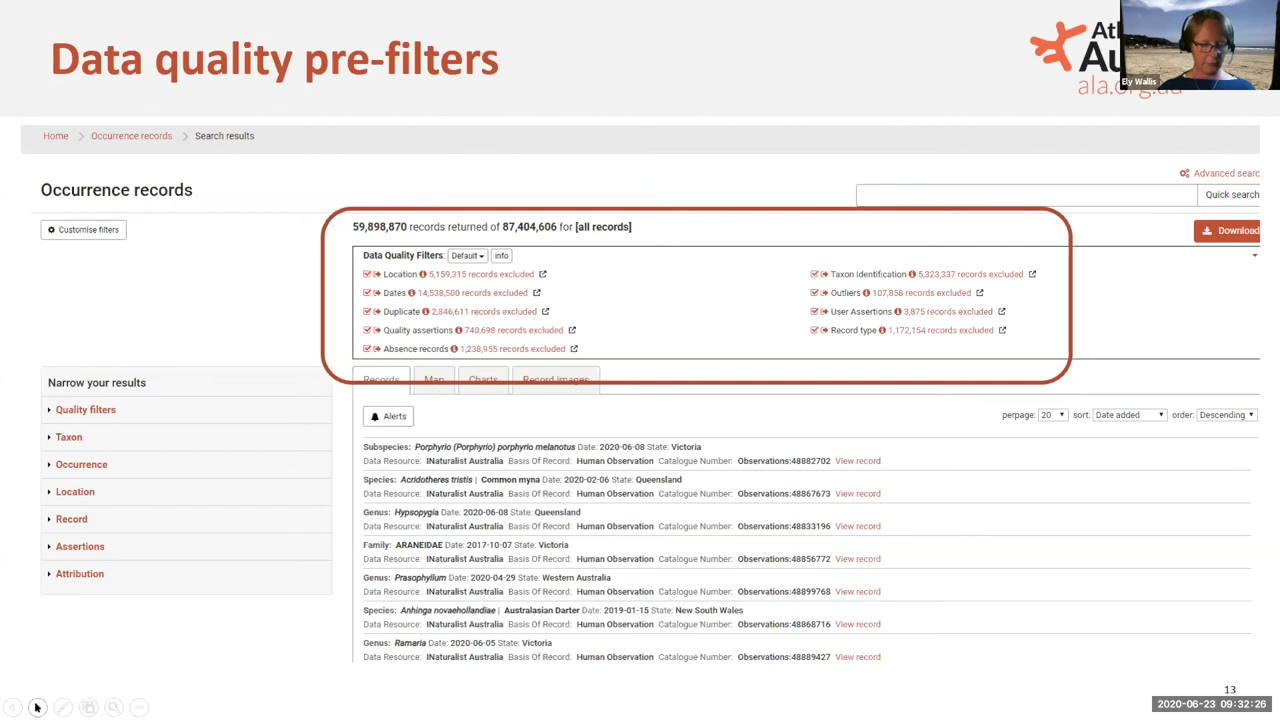 Data quality pre-filters
Atl
Au
ala.org.au
Ely Wallis
Home Occurrence records Search results
Advanced searc
Occurrence records
Quick search
Customise filters
59,898,870 records returned of 87,404,606 for [all records]
Download
Data Quality Filters: Default info
Location 5,159,315 records excluded
Taxon Identification 5,323,337 records excluded
Dates 14,538,500 records excluded
Outliers 107,858 records excluded
Duplicate 2,846,611 records excluded
User Assertions 3,875 records excluded
Quality assertions 740,698 records excluded
Record type 1,172,154 records excluded
Absence records 1,238,955 records excluded
Records Map Charts Record Images
Narrow your results
Quality filters
Taxon
Occurrence
Location
Record
Assertions
Attribution
Alerts
perpage: 20 sort: Date added order: Descending
Subspecies: Porphyrio (Porphyrio) porphyrio melanotus Date: 2020-06-08 State: Victoria
Data Resource: INaturalist Australia Basis Of Record: Human Observation Catalogue Number: Observations:48882702 View record
Species: Acridotheres tristis | Common myna Date: 2020-02-06 State: Queensland
Data Resource: INaturalist Australia Basis Of Record: Human Observation Catalogue Number: Observations:48867673 View record
Genus: Hypsopygia Date: 2020-06-08 State: Queensland
Data Resource: INaturalist Australia Basis Of Record: Human Observation Catalogue Number: Observations:48833196 View record
Family: ARANEIDAE Date: 2017-10-07 State: Victoria
Data Resource: INaturalist Australia Basis Of Record: Human Observation Catalogue Number: Observations:48856772 View record
Genus: Prasophyllum Date: 2020-04-29 State: Western Australia
Data Resource: INaturalist Australia Basis Of Record: Human Observation Catalogue Number: Observations:48899768 View record
Species: Anhinga novaehollandiae | Australasian Darter Date: 2019-01-15 State: New South Wales
Data Resource: INaturalist Australia Basis Of Record: Human Observation Catalogue Number: Observations:48868716 View record
Genus: Ramaria Date: 2020-06-05 State: Victoria
Data Resource: INaturalist Australia Basis Of Record: Human Observation Catalogue Number: Observations:48889427 View record
13
2020-06-23 09:32:26